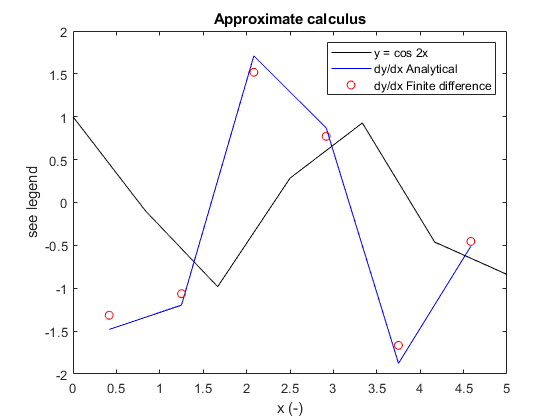 Approximate calculus
2
1.5
1
0.5
0
-0.5
-1
-1.5
-2
see legend
y = cos 2x
dy/dx Analytical
dy/dx Finite difference
0 0.5 1 1.5 2 2.5 3 3.5 4 4.5 5
x (-)